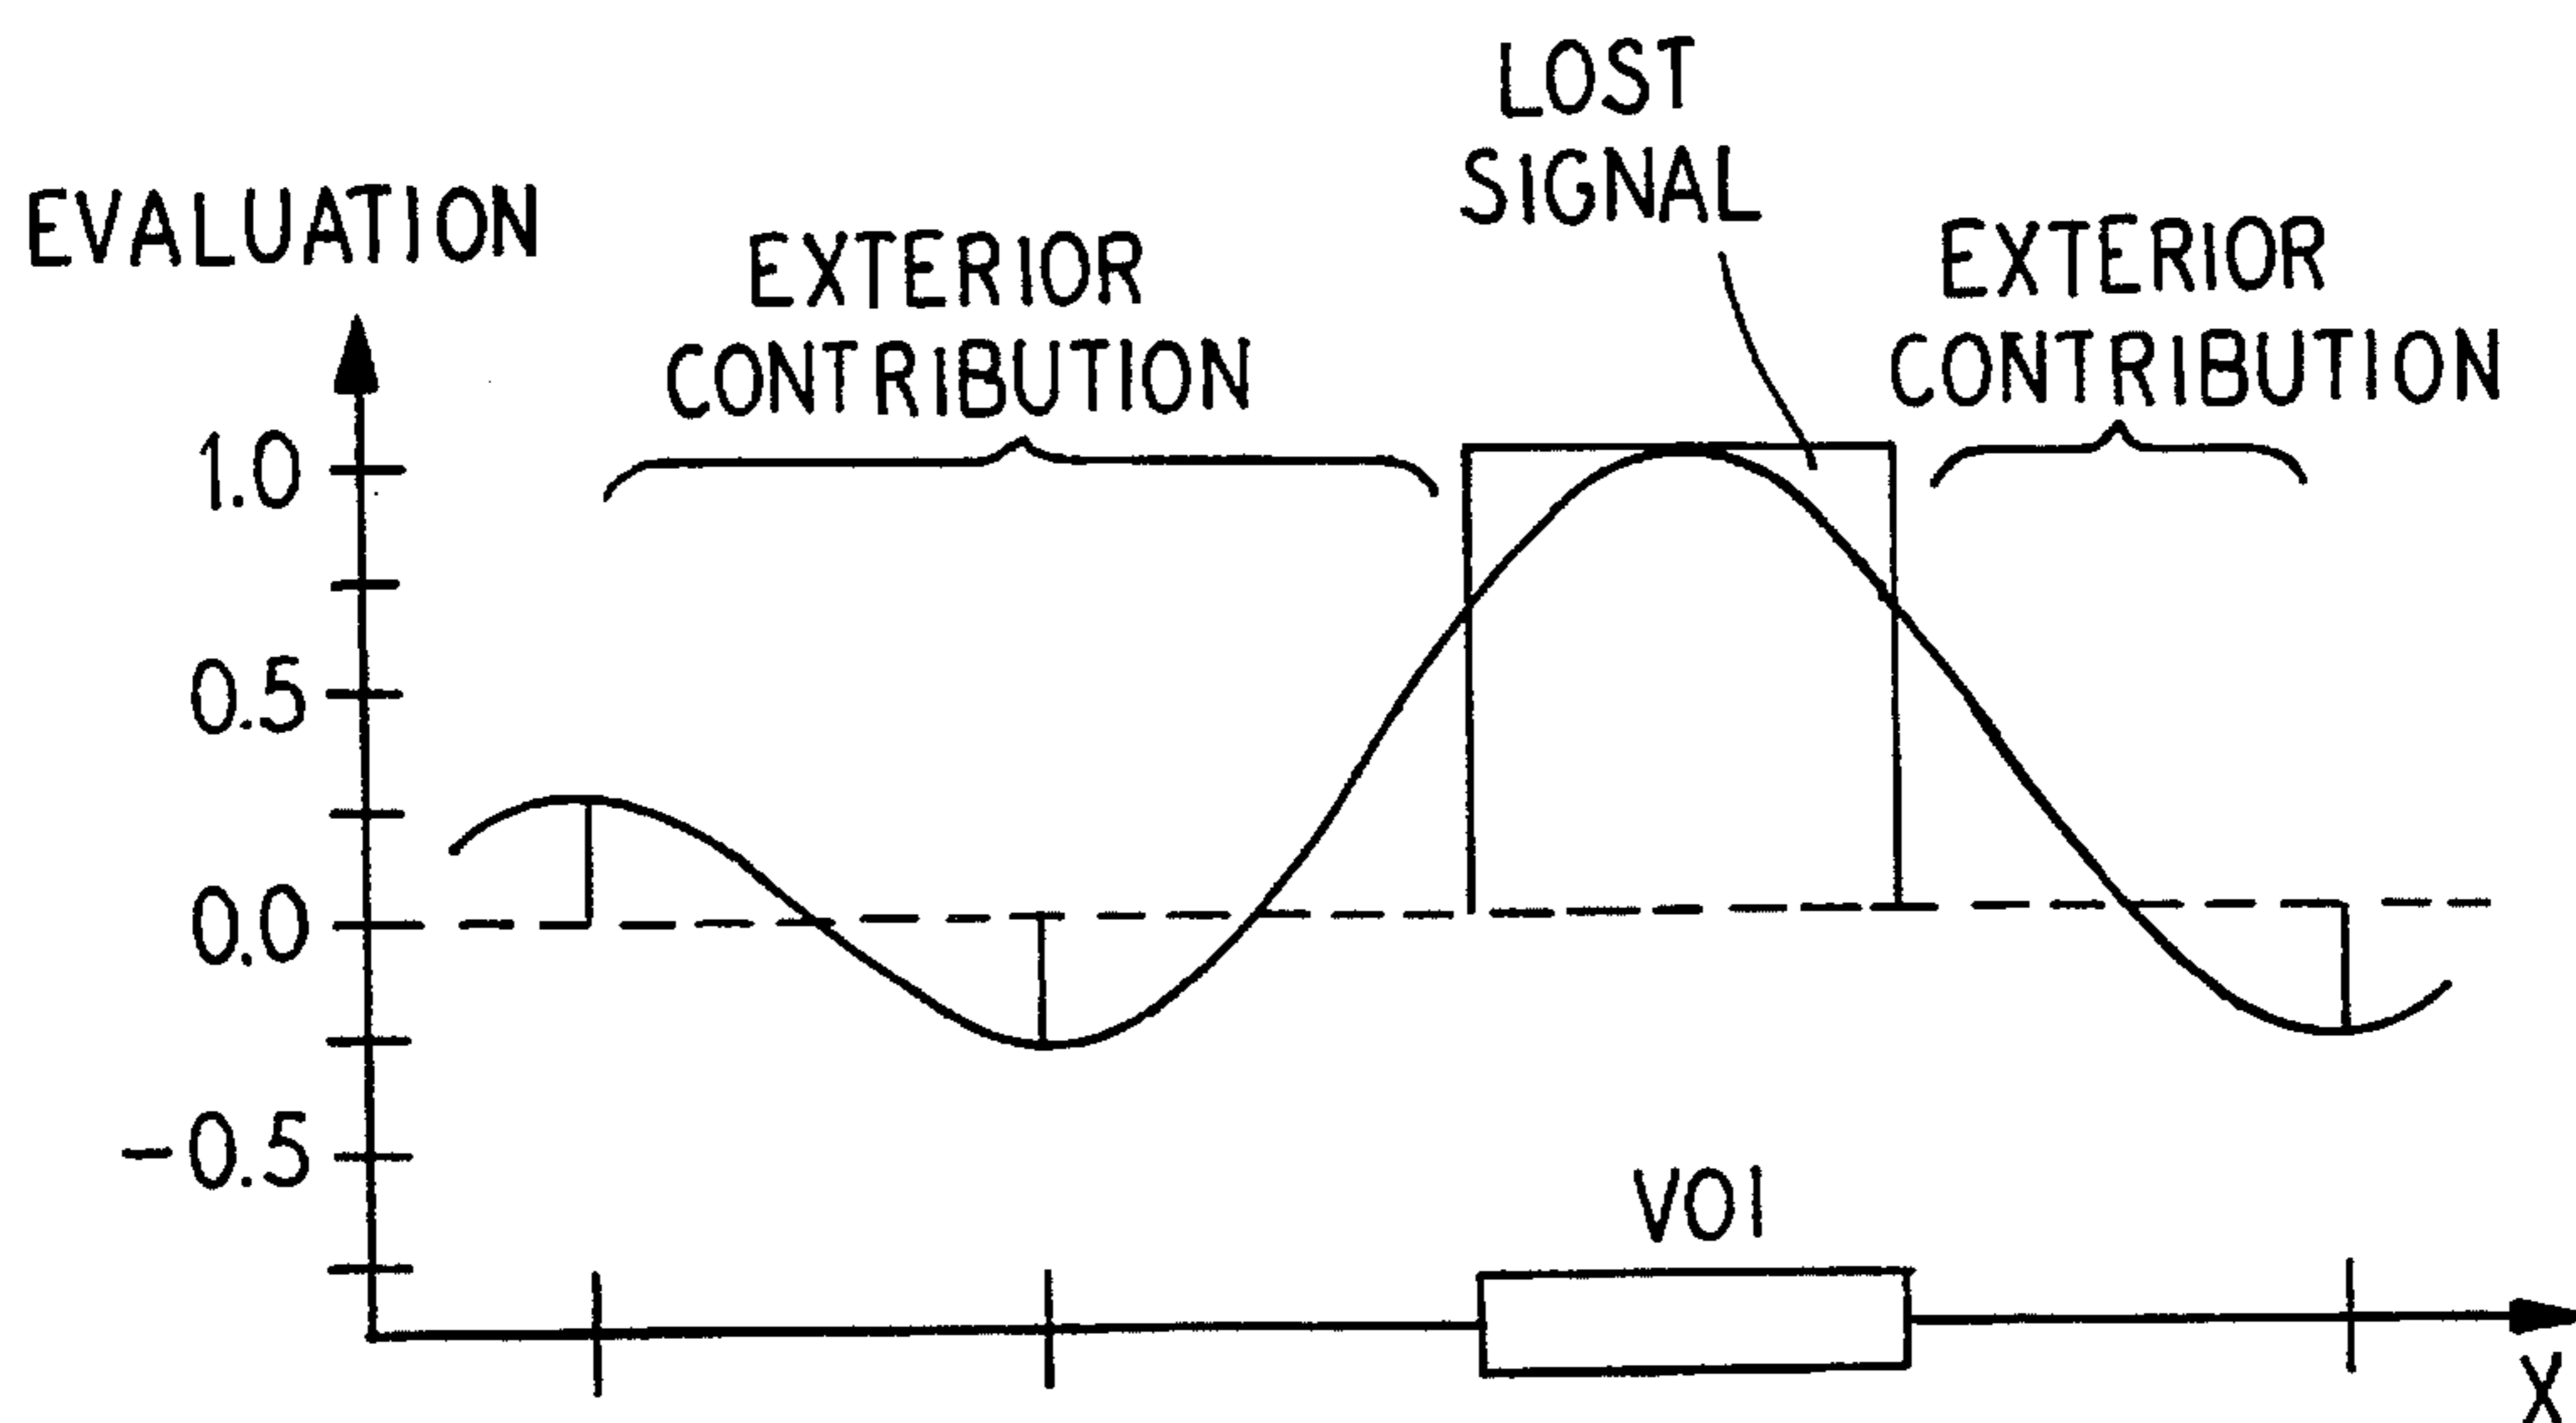 LOST
SIGNAL
EVALUATION
EXTERIOR
CONTRIBUTION
EXTERIOR
CONTRIBUTION
1.0
0.5
0.0
-0.5
VOI
X